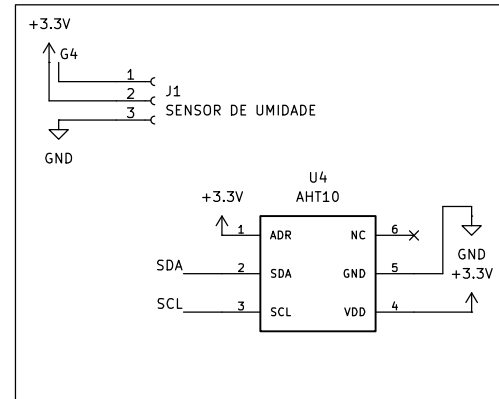 +3.3V
G4
1
2
3
J1
SENSOR DE UMIDADE
GND
U4
AHT10
+3.3V
1
ADR
NC
6
SDA
2
SDA
GND
5
GND
+3.3V
SCL
3
SCL
VDD
4